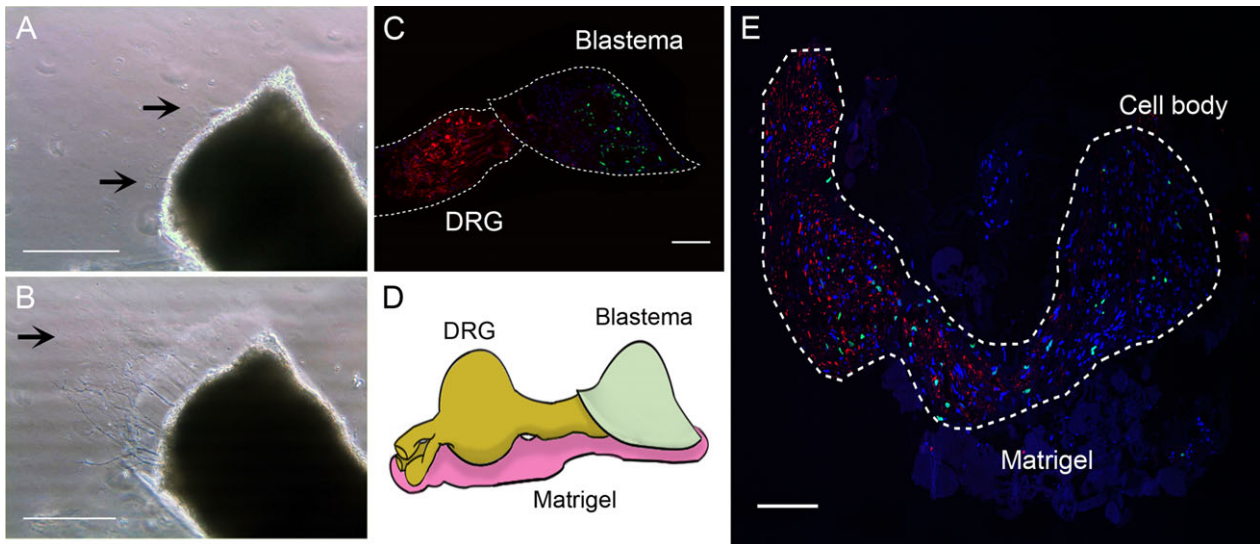 A
B
C
Blastema
DRG
D
DRG
Blastema
Matrigel
E
Cell body
Matrigel